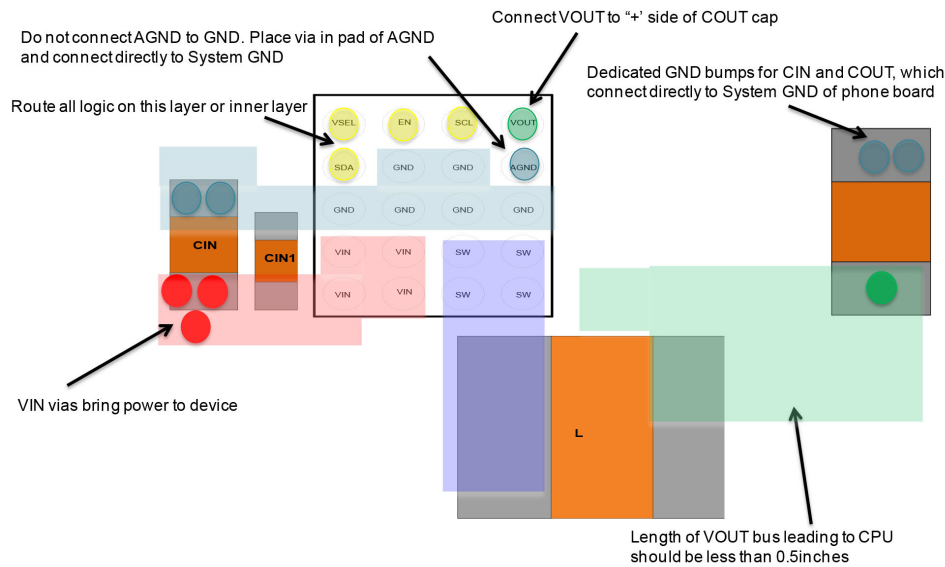 Connect VOUT to “+’ side of COUT cap
Do not connect AGND to GND. Place via in pad of AGND
and connect directly to System GND
Dedicated GND bumps for CIN and COUT, which
connect directly to System GND of phone board
Route all logic on this layer or inner layer
VSEL EN SCL VOUT
SDA GND GND AGND
GND GND GND GND
CIN
CIN1
VIN VIN SW SW
VIN VIN SW SW
VIN vias bring power to device
L
Length of VOUT bus leading to CPU
should be less than 0.5inches